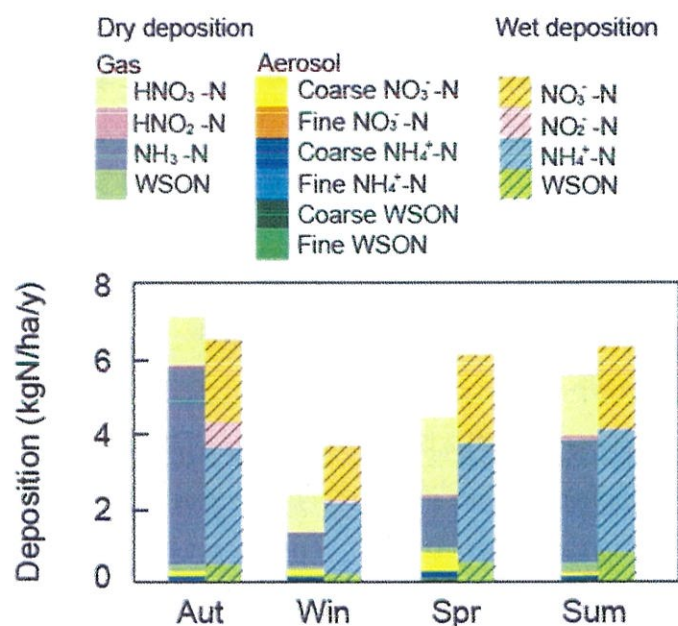 Dry deposition
Wet deposition
Gas
HNO₃ -N
HNO₂ -N
NH₃ -N
WSON
Aerosol
Coarse NO₃⁻-N
Fine NO₃⁻-N
Coarse NH₄⁺-N
Fine NH₄⁺-N
Coarse WSON
Fine WSON
NO₃⁻-N
NO₂⁻-N
NH₄⁺-N
WSON
Deposition (kgN/ha/y)
8
6
4
2
0
Aut Win Spr Sum